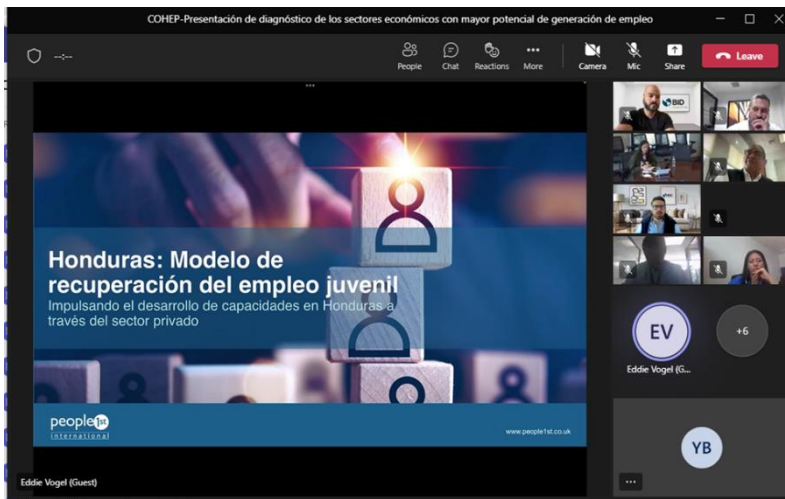 COHEP-Presentación de diagnóstico de los sectores económicos con mayor potencial de generación de empleo
--:--
People
Chat
Reactions
More
Camera
Mic
Share
Leave
BID
Honduras: Modelo de
recuperación del empleo juvenil
Impulsando el desarrollo de capacidades en Honduras a
través del sector privado
people1st
international
www.people1st.co.uk
EV
+6
Eddie Vogel (G...
YB
Eddie Vogel (Guest)